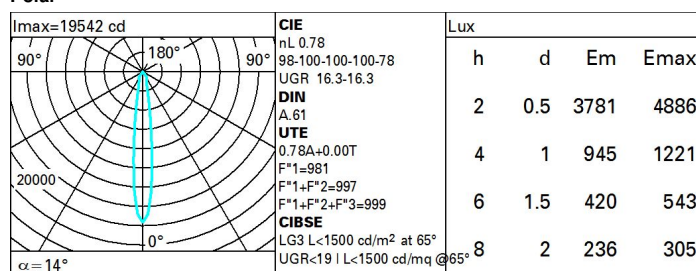 Imax=19542 cd
90°
180°
90°
20000
0°
α=14°
CIE
nL 0.78
98-100-100-100-78
UGR 16.3-16.3
DIN
A.61
UTE
0.78A+0.00T
F"1=981
F"1+F"2=997
F"1+F"2+F"3=999
CIBSE
LG3 L<1500 cd/m² at 65°
UGR<19 | L<1500 cd/mq @65°
Lux
h d Em Emax
2 0.5 3781 4886
4 1 945 1221
6 1.5 420 543
8 2 236 305